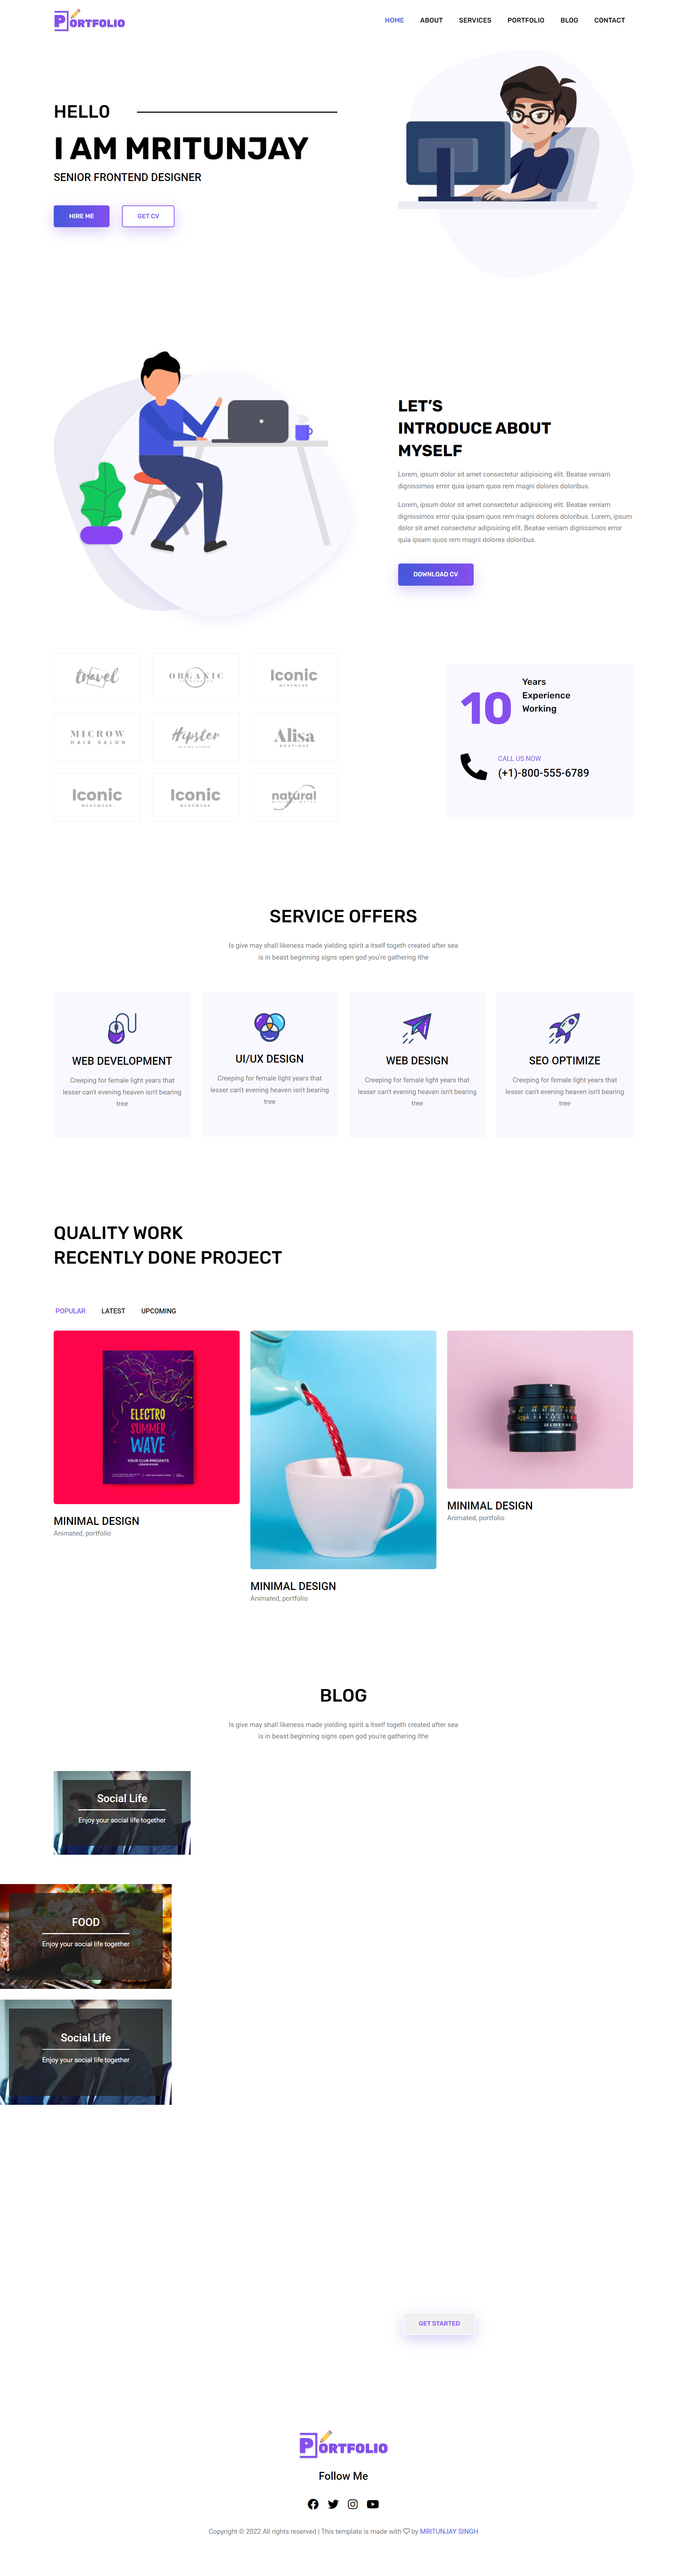 PORTFOLIO
HOME ABOUT SERVICES PORTFOLIO BLOG CONTACT
HELLO
I AM MRITUNJAY
SENIOR FRONTEND DESIGNER
HIRE ME GET CV
LET'S
INTRODUCE ABOUT
MYSELF
Lorem, ipsum dolor sit amet consectetur adipisicing elit. Beatae veniam
dignissimos error quia ipsam quos rem magni dolores doloribus.
Lorem, ipsum dolor sit amet consectetur adipisicing elit. Beatae veniam
dignissimos error quia ipsam quos rem magni dolores doloribus. Lorem, ipsum
dolor sit amet consectetur adipisicing elit. Beatae veniam dignissimos error
quia ipsam quos rem magni dolores doloribus.
DOWNLOAD CV
travel
ORGANIC
Iconic
MENSWEAR
MICROW
HAIR SALON
Hipster
DESIGN STUDIO
Alisa
BOUTIQUE
Iconic
MENSWEAR
Iconic
MENSWEAR
natural
10
Years
Experience
Working
CALL US NOW
(+1)-800-555-6789
SERVICE OFFERS
Is give may shall likeness made yielding spirit a itself togeth created after sea
is in beast beginning signs open god you're gathering ithe
WEB DEVELOPMENT
Creeping for female light years that
lesser can't evening heaven isn't bearing
tree
UI/UX DESIGN
Creeping for female light years that
lesser can't evening heaven isn't bearing
tree
WEB DESIGN
Creeping for female light years that
lesser can't evening heaven isn't bearing
tree
SEO OPTIMIZE
Creeping for female light years that
lesser can't evening heaven isn't bearing
tree
QUALITY WORK
RECENTLY DONE PROJECT
POPULAR LATEST UPCOMING
ELECTRO
SUMMER
WAVE
YOUR CLUB PRESENTS
MINIMAL DESIGN
Animated, portfolio
MINIMAL DESIGN
Animated, portfolio
MINIMAL DESIGN
Animated, portfolio
BLOG
Is give may shall likeness made yielding spirit a itself togeth created after sea
is in beast beginning signs open god you're gathering ithe
Social Life
Enjoy your social life together
FOOD
Enjoy your social life together
Social Life
Enjoy your social life together
GET STARTED
PORTFOLIO
Follow Me
Copyright © 2022 All rights reserved | This template is made with ♡ by MRITUNJAY SINGH